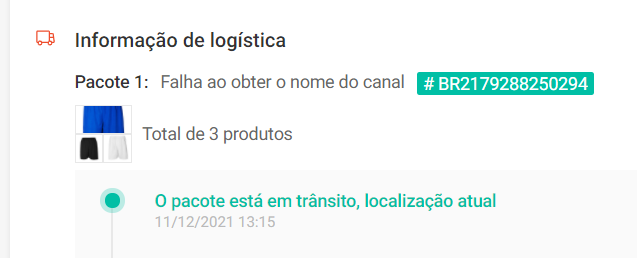 Informação de logística
Pacote 1: Falha ao obter o nome do canal # BR2179288250294
Total de 3 produtos
O pacote está em trânsito, localização atual
11/12/2021 13:15